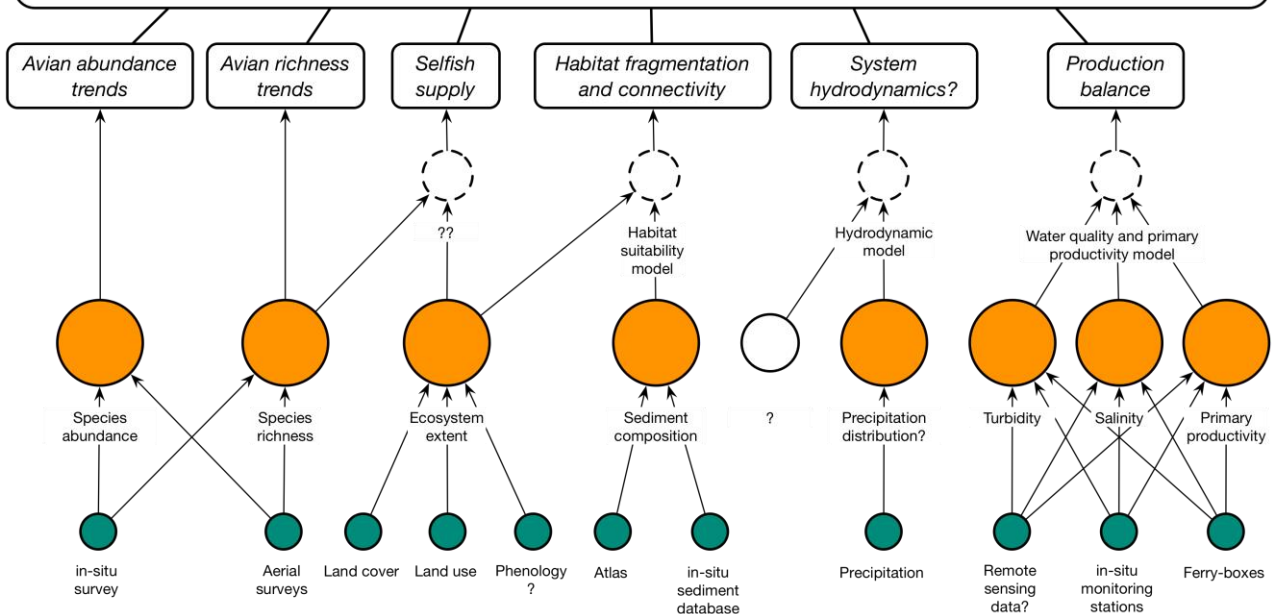 Avian abundance
trends
Avian richness
trends
Selfish
supply
Habitat fragmentation
and connectivity
System
hydrodynamics?
Production
balance
??
Habitat
suitability
model
Hydrodynamic
model
Water quality and primary
productivity model
Species
abundance
Species
richness
Ecosystem
extent
Sediment
composition
?
Precipitation
distribution?
Turbidity
Salinity
Primary
productivity
in-situ
survey
Aerial
surveys
Land cover
Land use
Phenology
?
Atlas
in-situ
sediment
database
Precipitation
Remote
sensing
data?
in-situ
monitoring
stations
Ferry-boxes